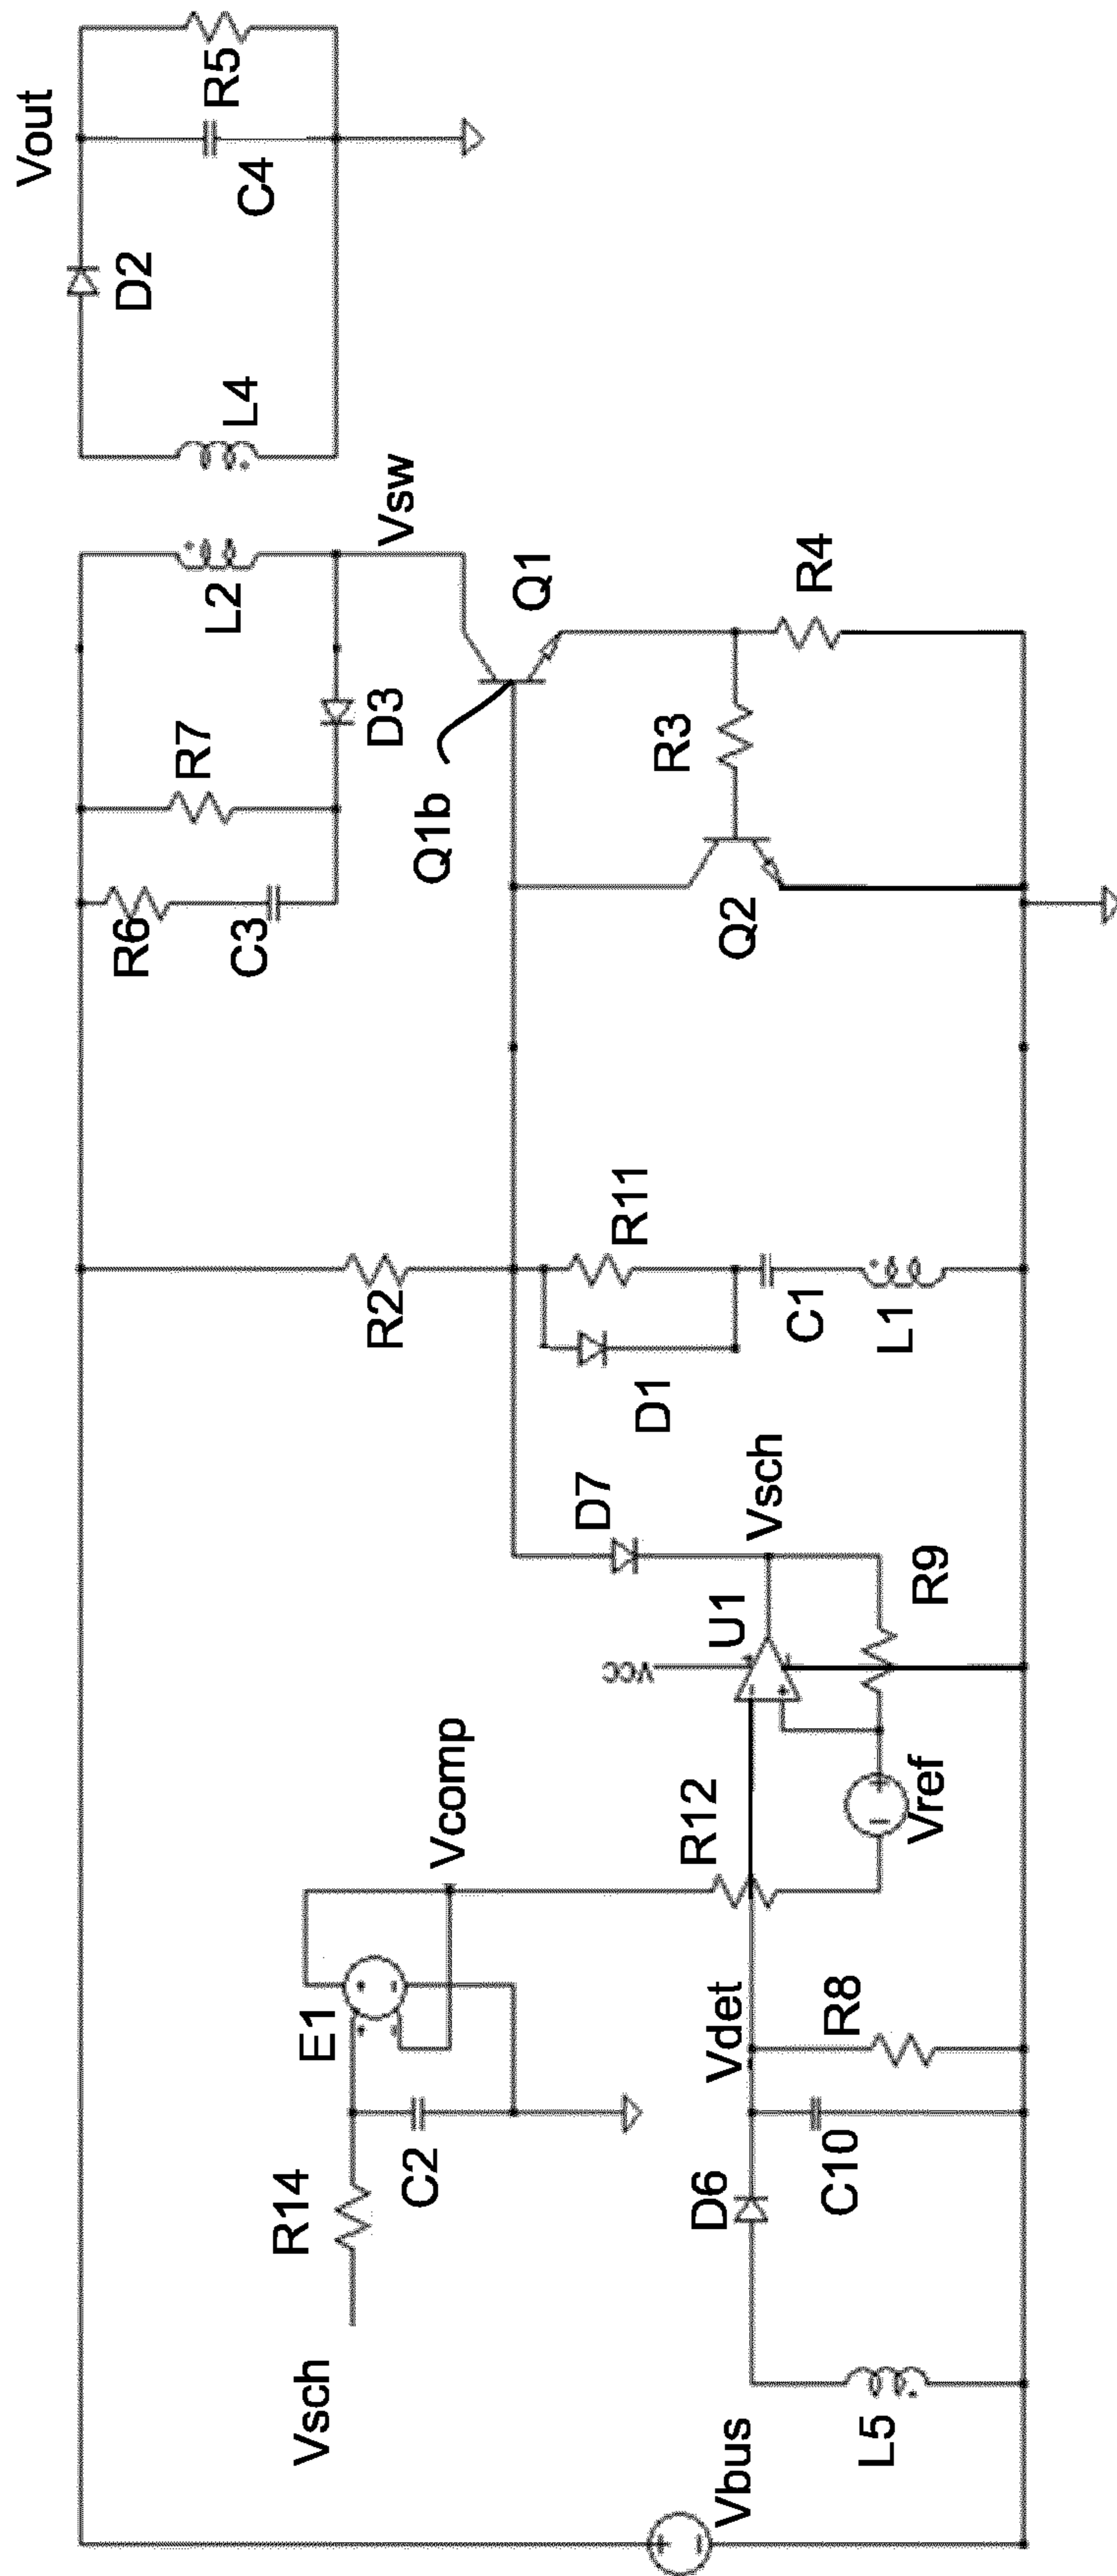 Vbus
L5
Vsch
R14
C2
E1
Vcomp
D6
C10
Vdet
R8
R12
Vref
VCC
U1
R9
Vsch
D7
D1
R2
R11
C1
L1
R6
C3
R7
D3
L2
Vsw
Q1b
Q1
Q2
R3
R4
L4
D2
Vout
C4
R5